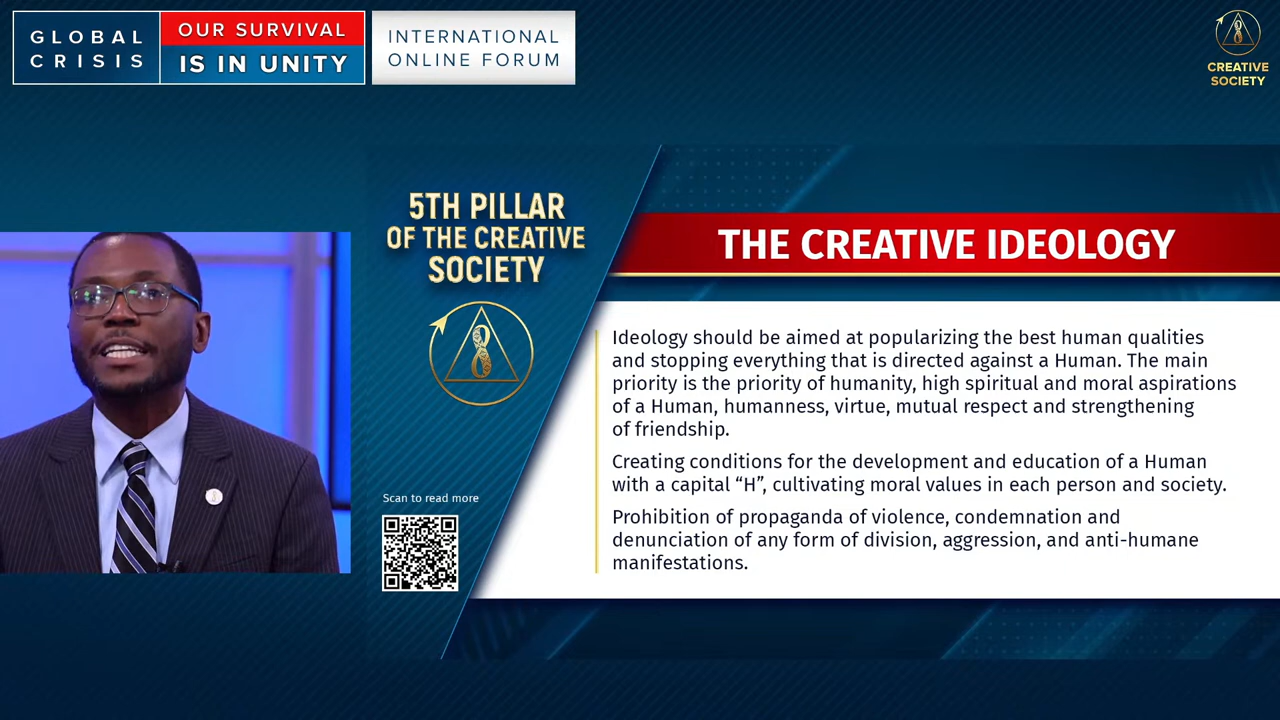 GLOBAL
CRISIS
OUR SURVIVAL
IS IN UNITY
INTERNATIONAL
ONLINE FORUM
CREATIVE
SOCIETY
5TH PILLAR
OF THE CREATIVE
SOCIETY
Scan to read more
THE CREATIVE IDEOLOGY
Ideology should be aimed at popularizing the best human qualities
and stopping everything that is directed against a Human. The main
priority is the priority of humanity, high spiritual and moral aspirations
of a Human, humanness, virtue, mutual respect and strengthening
of friendship.
Creating conditions for the development and education of a Human
with a capital “H”, cultivating moral values in each person and society.
Prohibition of propaganda of violence, condemnation and
denunciation of any form of division, aggression, and anti-humane
manifestations.